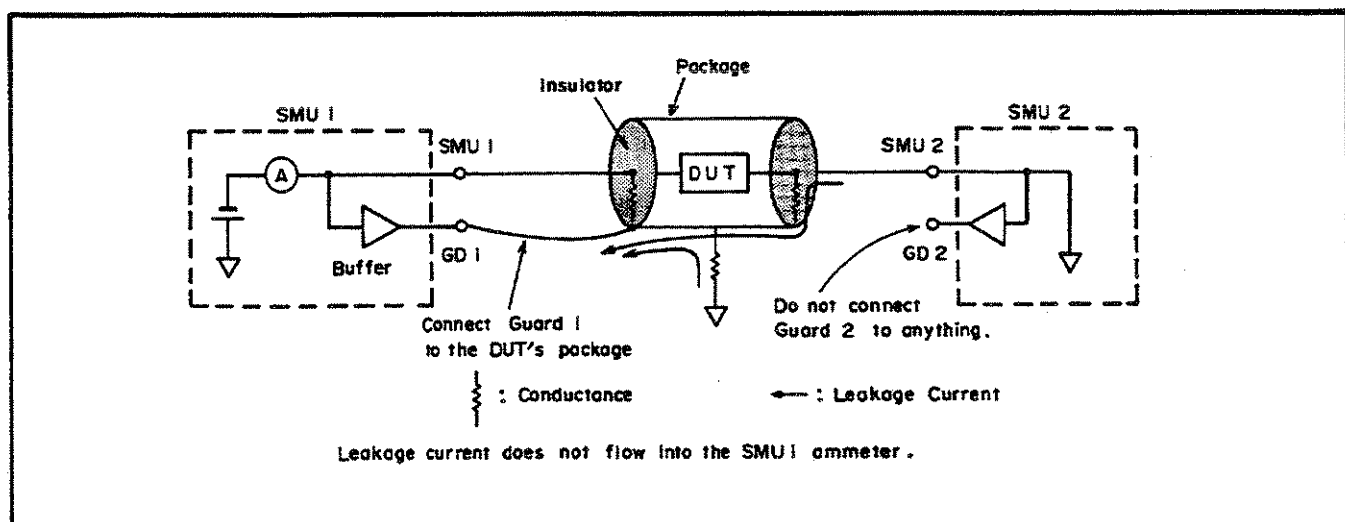 Package
Insulator
SMU 1
SMU 1
SMU 2
SMU 2
A
DUT
Buffer
GD 1
GD 2
Connect Guard 1
to the DUT's package
Do not connect
Guard 2 to anything.
: Conductance
: Leakage Current
Leakage current does not flow into the SMU 1 ammeter.